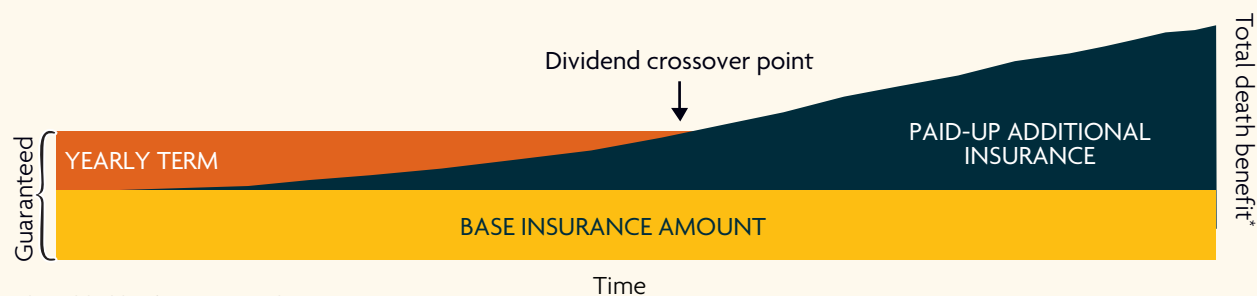 Dividend crossover point
Guaranteed
YEARLY TERM
PAID-UP ADDITIONAL
INSURANCE
BASE INSURANCE AMOUNT
Total death benefit*
Time